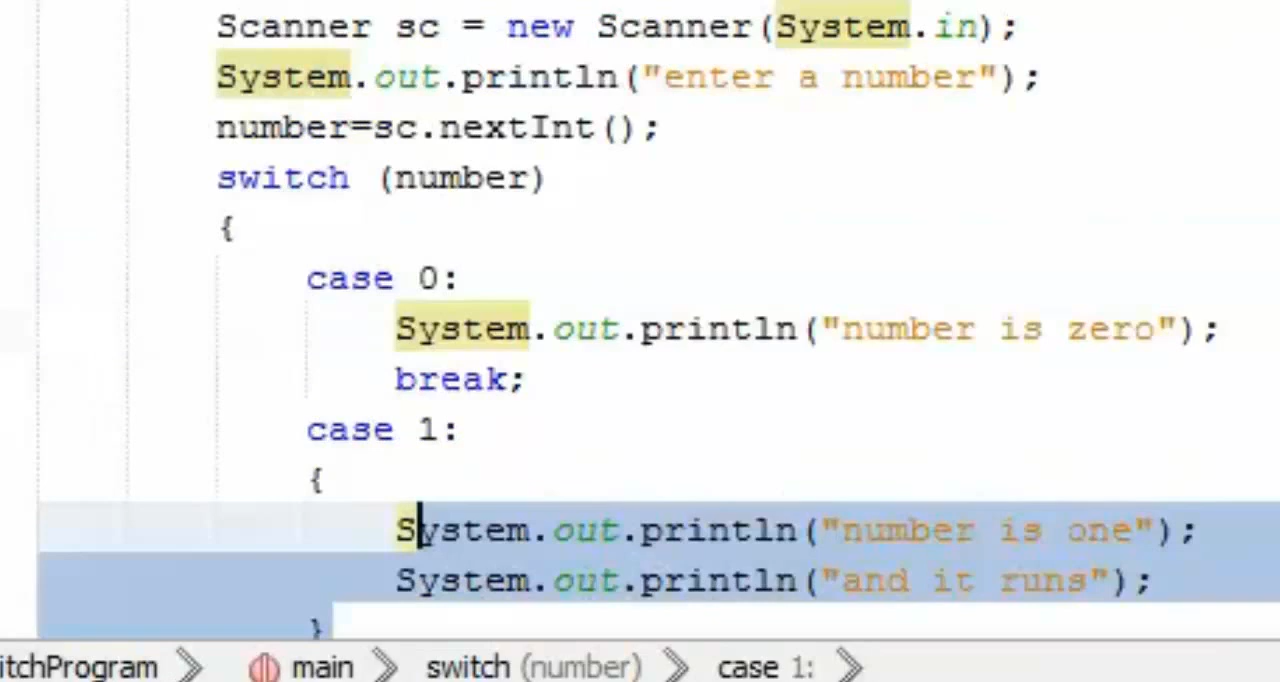 Scanner sc = new Scanner(System.in);
System.out.println("enter a number");
number=sc.nextInt();
switch (number)
{
case 0:
System.out.println("number is zero");
break;
case 1:
{
System.out.println("number is one");
System.out.println("and it runs");
}
itchProgram main switch (number) case 1: